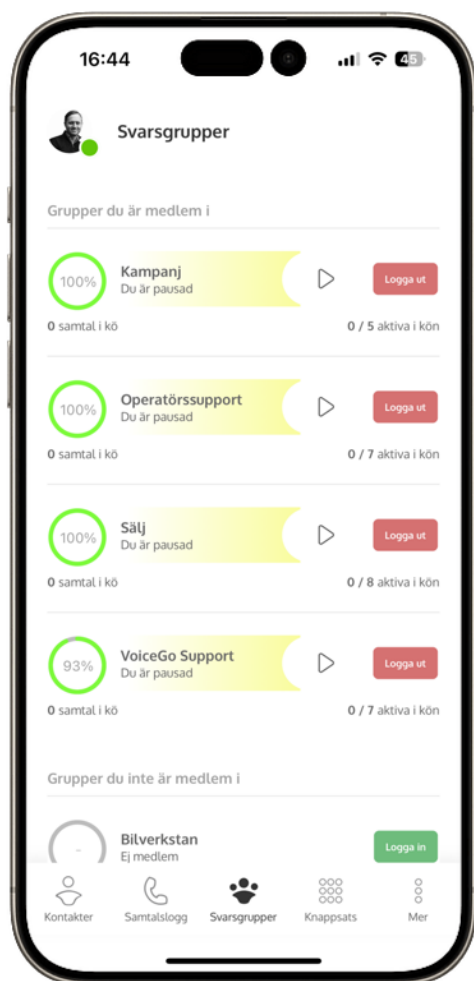 16:44
45
Svarsgrupper
Grupper du är medlem i
100%
Kampanj
Du är pausad
Logga ut
0 samtal i kö
0 / 5 aktiva i kön
100%
Operatörssupport
Du är pausad
Logga ut
0 samtal i kö
0 / 7 aktiva i kön
100%
Sälj
Du är pausad
Logga ut
0 samtal i kö
0 / 8 aktiva i kön
93%
VoiceGo Support
Du är pausad
Logga ut
0 samtal i kö
0 / 7 aktiva i kön
Grupper du inte är medlem i
-
Bilverkstan
Ej medlem
Logga in
Kontakter
Samtalslogg
Svarsgrupper
Knappsats
Mer